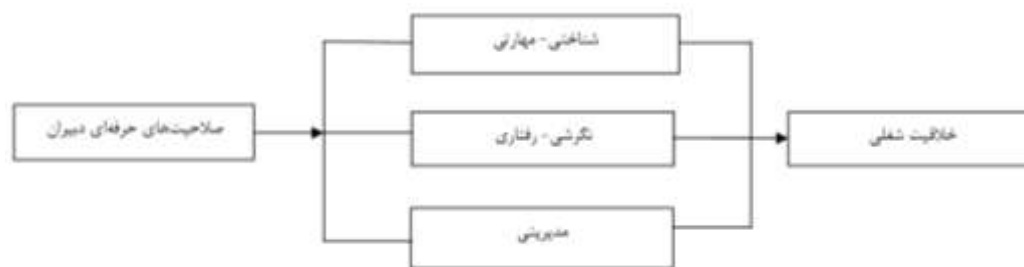 شناختی- مهارتی
صلاحیت‌های حرفه‌ای دبیران
نگرشی- رفتاری
خلاقیت شغلی
مدیریتی